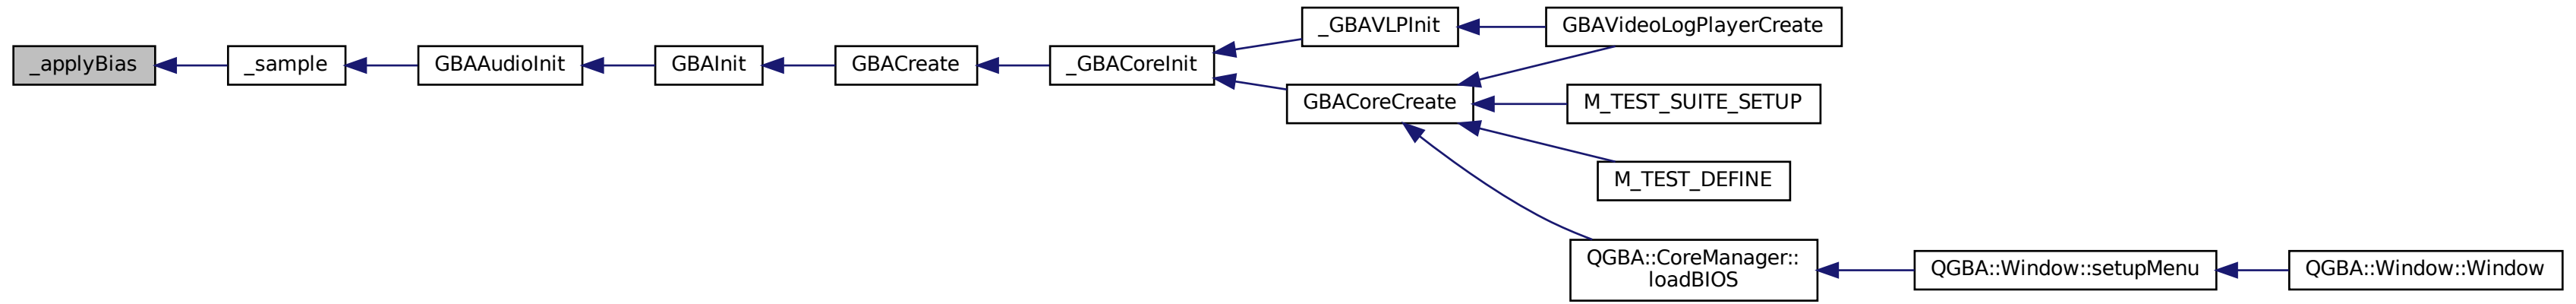 _applyBias
_sample
GBAAudioInit
GBAInit
GBACreate
_GBACoreInit
_GBAVLPInit
GBAVideoLogPlayerCreate
GBACoreCreate
M_TEST_SUITE_SETUP
M_TEST_DEFINE
QGBA::CoreManager::
loadBIOS
QGBA::Window::setupMenu
QGBA::Window::Window